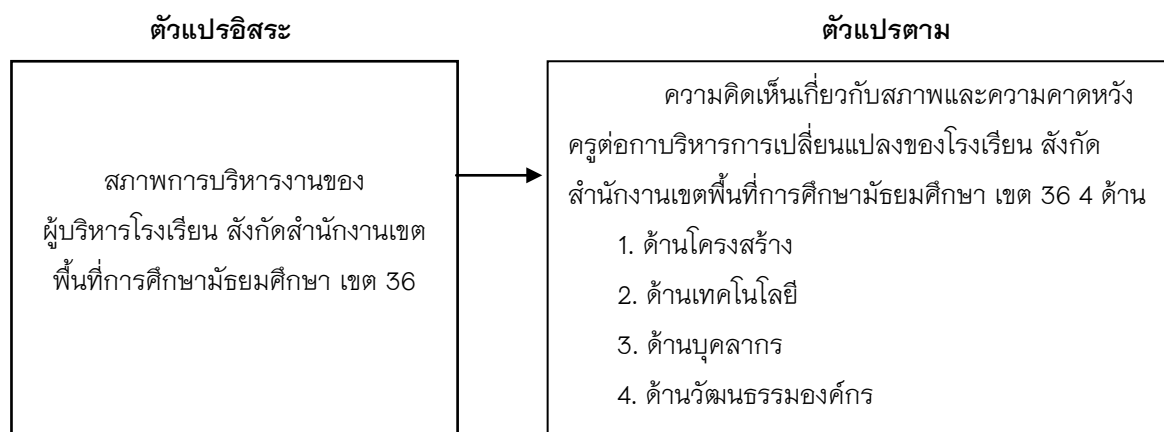 ตัวแปรอิสระ
ตัวแปรตาม
สภาพการบริหารงานของ
ผู้บริหารโรงเรียน สังกัดสำนักงานเขต
พื้นที่การศึกษามัธยมศึกษา เขต 36
ความคิดเห็นเกี่ยวกับสภาพและความคาดหวัง
ครูต่อกาบริหารการเปลี่ยนแปลงของโรงเรียน สังกัด
สำนักงานเขตพื้นที่การศึกษามัธยมศึกษา เขต 36 4 ด้าน
1. ด้านโครงสร้าง
2. ด้านเทคโนโลยี
3. ด้านบุคลากร
4. ด้านวัฒนธรรมองค์กร